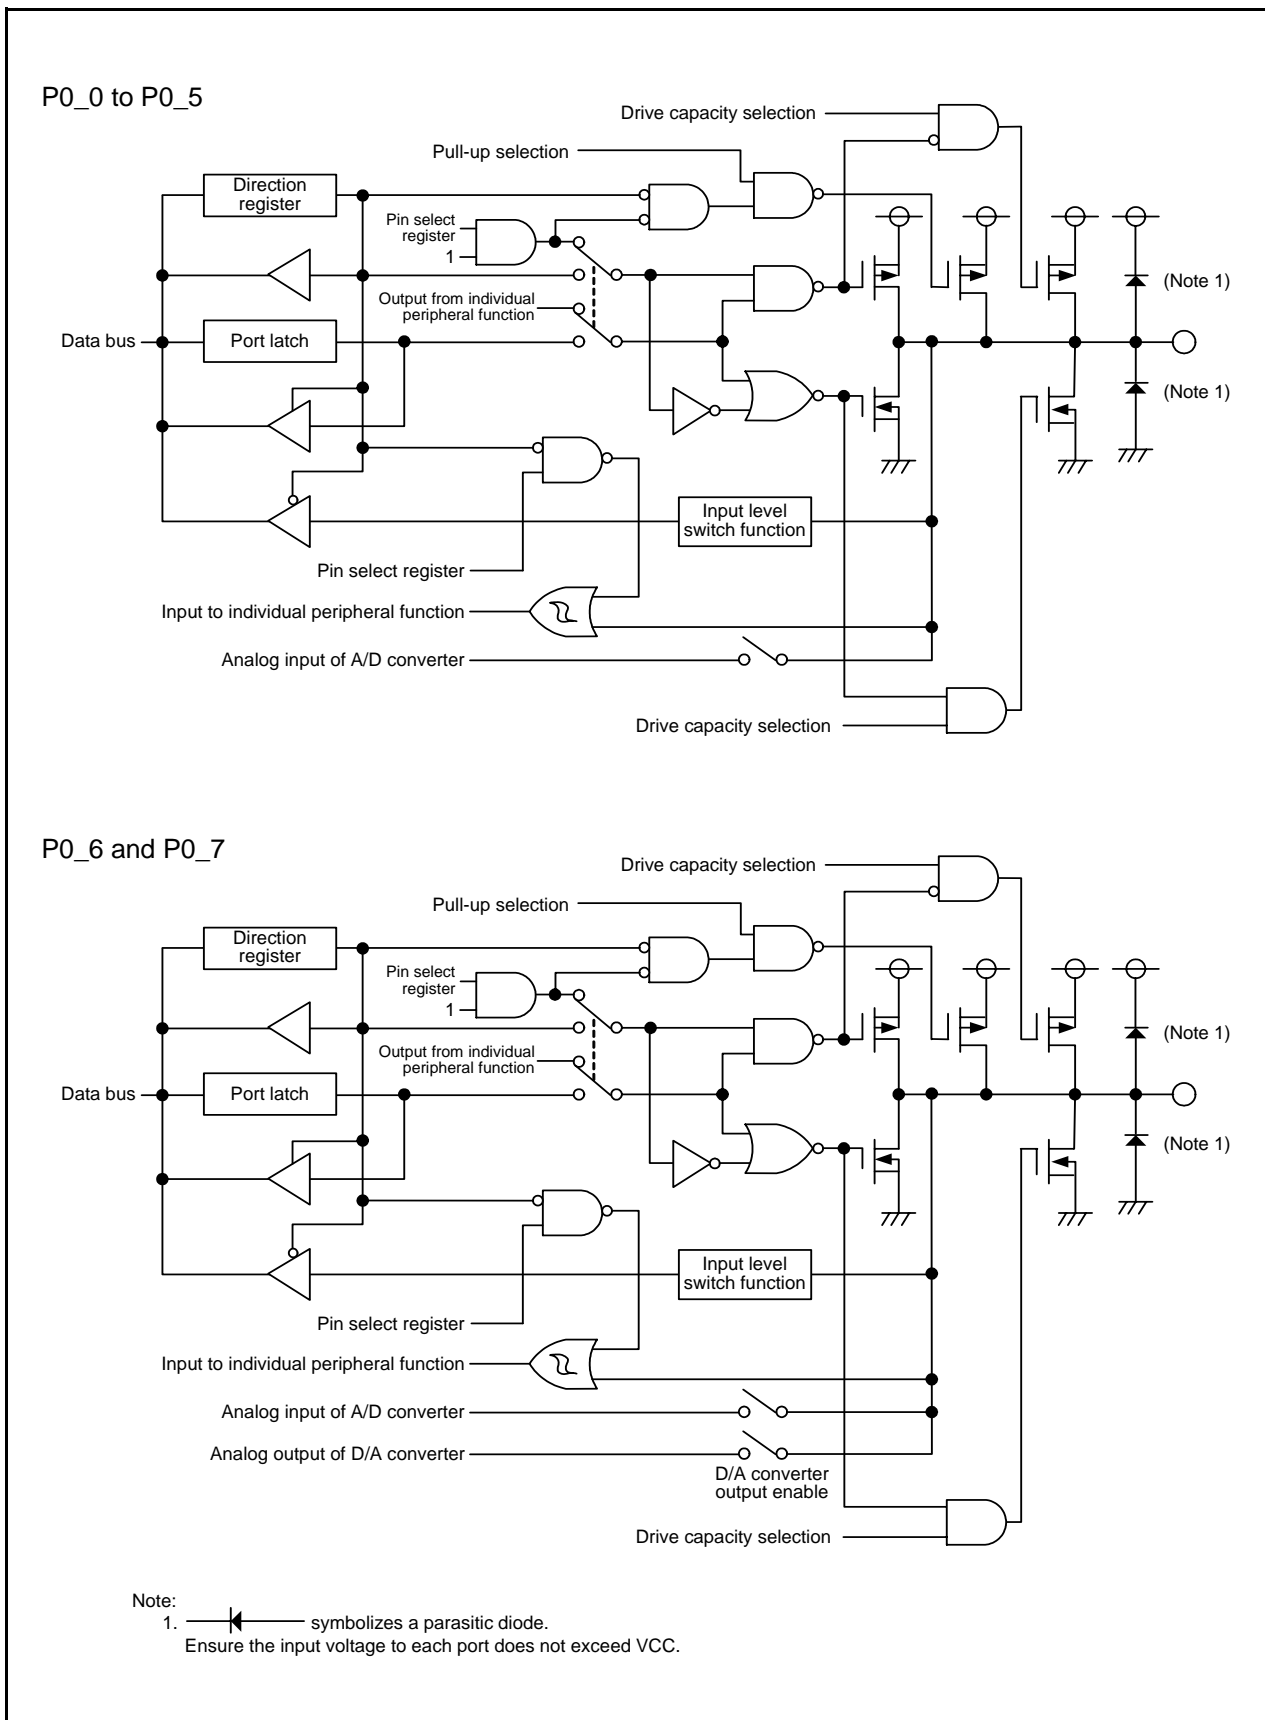 P0_0 to P0_5
Drive capacity selection
Pull-up selection
Direction
register
Pin select
register
1
(Note 1)
Output from individual
peripheral function
Data bus
Port latch
(Note 1)
Input level
switch function
Pin select register
Input to individual peripheral function
Analog input of A/D converter
Drive capacity selection
P0_6 and P0_7
Drive capacity selection
Pull-up selection
Direction
register
Pin select
register
1
(Note 1)
Output from individual
peripheral function
Data bus
Port latch
(Note 1)
Input level
switch function
Pin select register
Input to individual peripheral function
Analog input of A/D converter
Analog output of D/A converter
D/A converter
output enable
Drive capacity selection
Note:
1. symbolizes a parasitic diode.
Ensure the input voltage to each port does not exceed VCC.